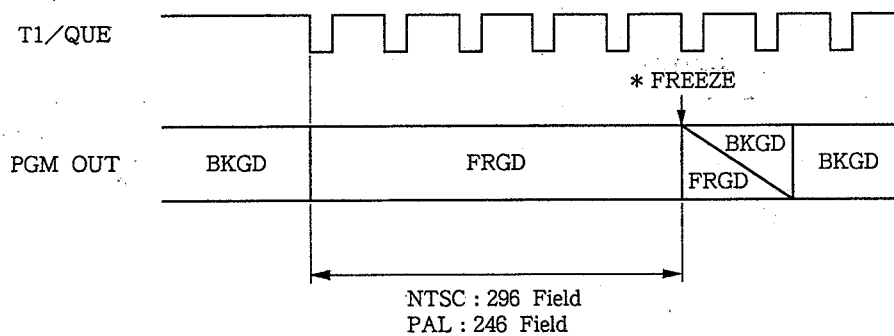 T1/QUE
* FREEZE
PGM OUT
BKGD
FRGD
BKGD
FRGD
BKGD
NTSC : 296 Field
PAL : 246 Field